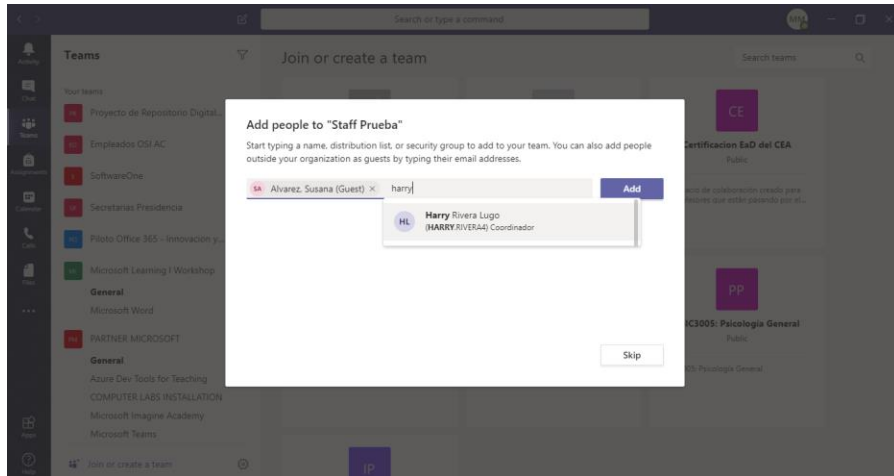 Search or type a command
MM
Activity
Chat
Teams
Assignments
Calendar
Calls
Files
Apps
Help
Teams
Your teams
Proyecto de Repositorio Digital...
Empleados OSI AC
SoftwareOne
Secretarias Presidencia
Piloto Office 365 - Innovacion y...
Microsoft Learning I Workshop
General
Microsoft Word
PARTNER MICROSOFT
General
Azure Dev Tools for Teaching
COMPUTER LABS INSTALLATION
Microsoft Imagine Academy
Microsoft Teams
Join or create a team
Join or create a team
Search teams
CE
Certificacion EaD del CEA
Public
PP
Psicología General
Public
Psicología General
IP
Add people to "Staff Prueba"
Start typing a name, distribution list, or security group to add to your team. You can also add people
outside your organization as guests by typing their email addresses.
SA Alvarez, Susana (Guest) × harry
Add
HL Harry Rivera Lugo
(HARRY.RIVERA4) Coordinador
Skip